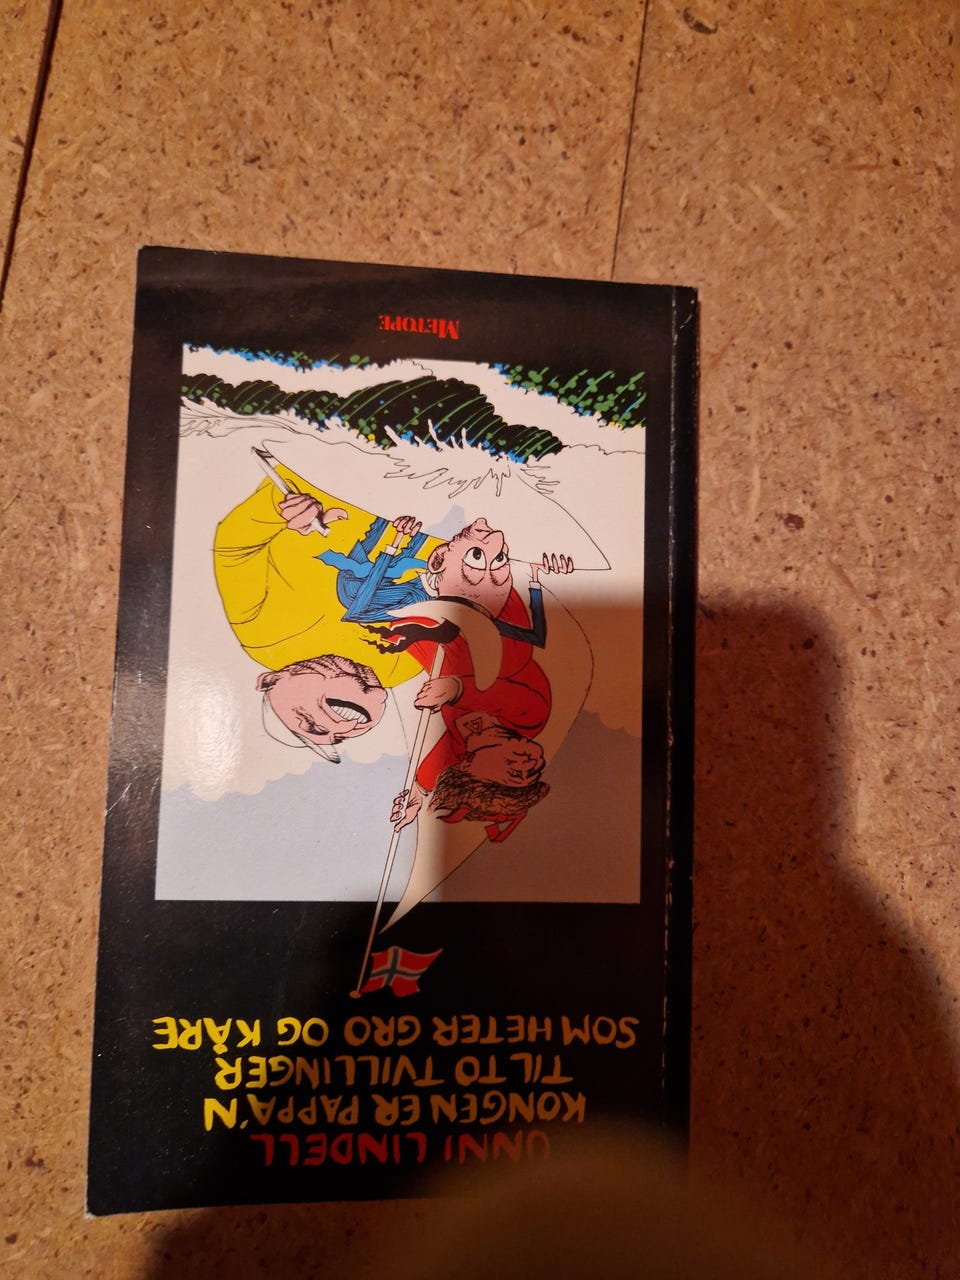 UNNI LINDELL
KONGEN ER PAPPA'N
TIL TO TVILLINGER
SOM HETER GRO OG KÅRE
METOPE